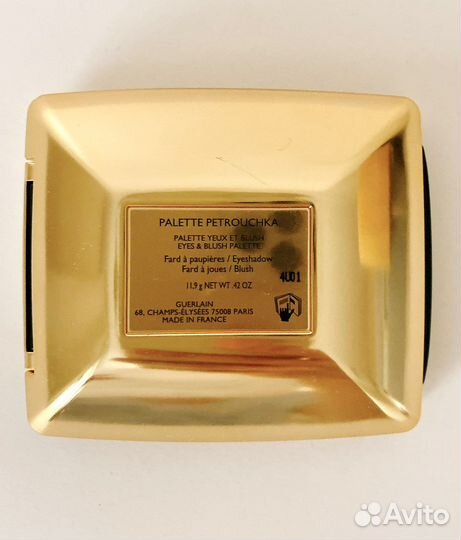 PALETTE PETROUCHKA
PALETTE YEUX ET BLUSH
EYES & BLUSH PALETTE
Fard à paupières / Eyeshadow
Fard à joues / Blush
4U01
11,9 g NET WT .42 OZ.
GUERLAIN
68, CHAMPS-ÉLYSÉES 75008 PARIS
MADE IN FRANCE
Avito